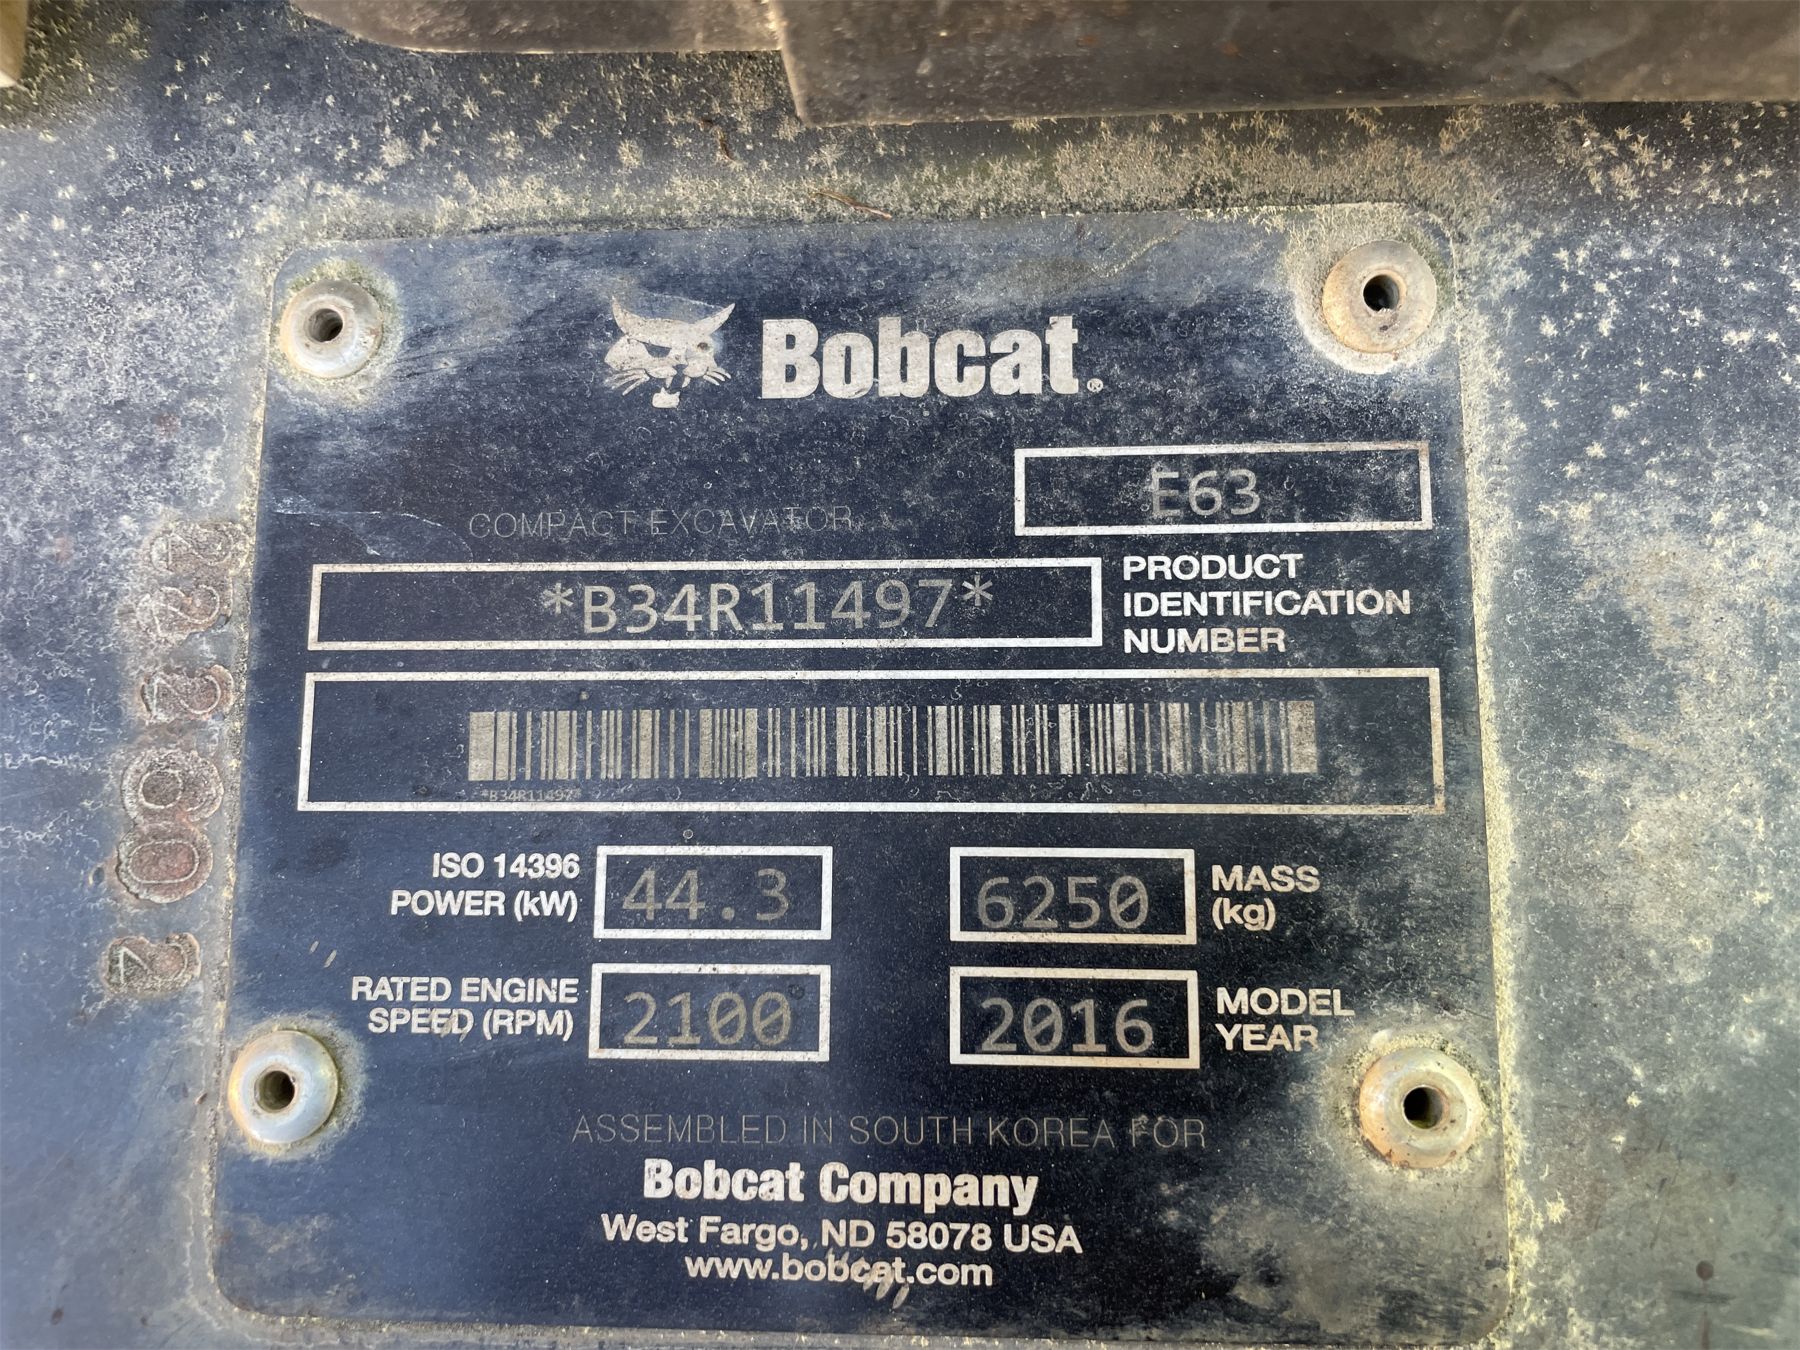 Bobcat®
E63
COMPACT EXCAVATOR
*B34R11497*
PRODUCT
IDENTIFICATION
NUMBER
*B34R11497*
ISO 14396
POWER (kW)
44.3
6250
MASS
(kg)
RATED ENGINE
SPEED (RPM)
2100
2016
MODEL
YEAR
ASSEMBLED IN SOUTH KOREA FOR
Bobcat Company
West Fargo, ND 58078 USA
www.bobcat.com